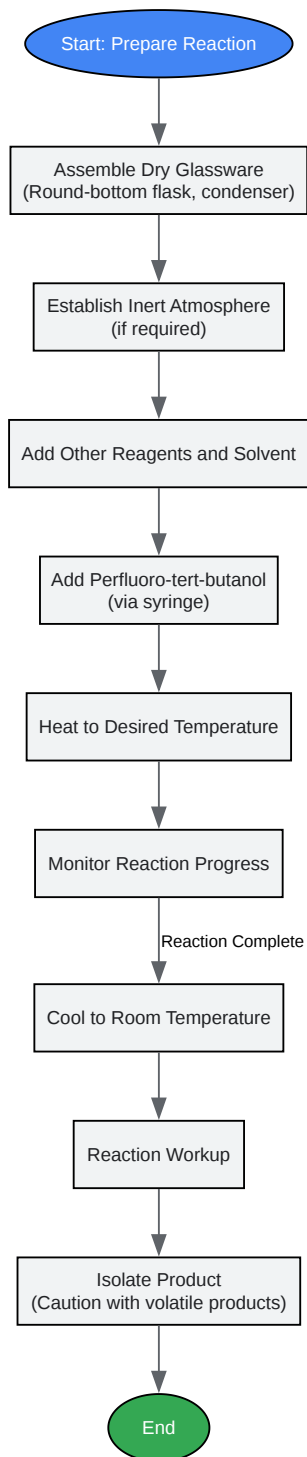 Start: Prepare Reaction
Assemble Dry Glassware
(Round-bottom flask, condenser)
Establish Inert Atmosphere
(if required)
Add Other Reagents and Solvent
Add Perfluoro-tert-butanol
(via syringe)
Heat to Desired Temperature
Monitor Reaction Progress
Reaction Complete
Cool to Room Temperature
Reaction Workup
Isolate Product
(Caution with volatile products)
End